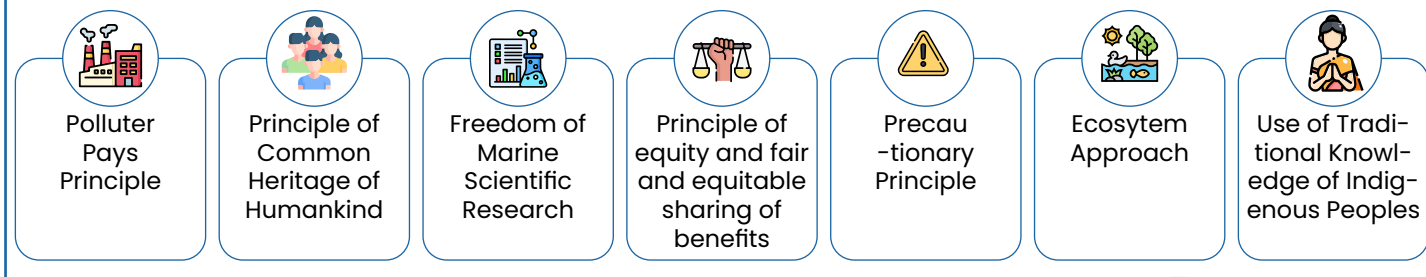 Polluter
Pays
Principle
Principle of
Common
Heritage of
Humankind
Freedom of
Marine
Scientific
Research
Principle of
equity and fair
and equitable
sharing of
benefits
Precau
-tionary
Principle
Ecosytem
Approach
Use of Tradi-
tional Knowl-
edge of Indig-
enous Peoples